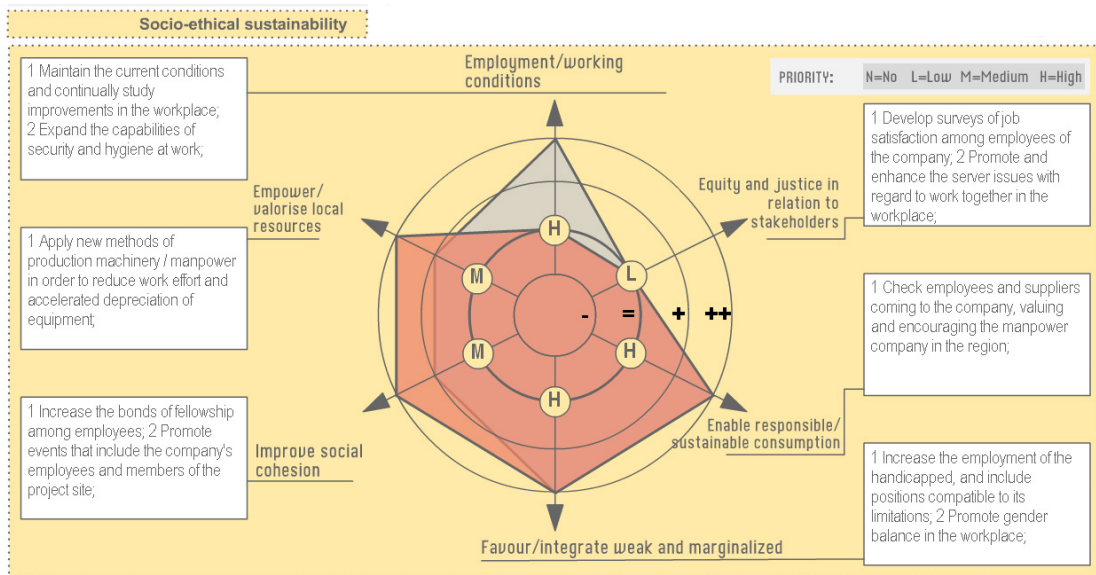 Socio-ethical sustainability
Employment/working
conditions
PRIORITY: N=No L=Low M=Medium H=High
1 Maintain the current conditions
and continually study
improvements in the workplace;
2 Expand the capabilities of
security and hygiene at work;
1 Develop surveys of job
satisfaction among employees of
the company; 2 Promote and
enhance the server issues with
regard to work together in the
workplace;
Empower/
valorise local
resources
Equity and justice in
relation to
stakeholders
1 Apply new methods of
production machinery / manpower
in order to reduce work effort and
accelerated depreciation of
equipment;
H
M
L
- = + ++
M
H
H
1 Check employees and suppliers
coming to the company, valuing
and encouraging the manpower
company in the region;
1 Increase the bonds of fellowship
among employees; 2 Promote
events that include the company's
employees and members of the
project site;
Improve social
cohesion
Enable responsible/
sustainable consumption
1 Increase the employment of the
handicapped, and include
positions compatible to its
limitations; 2 Promote gender
balance in the workplace;
Favour/integrate weak and marginalized